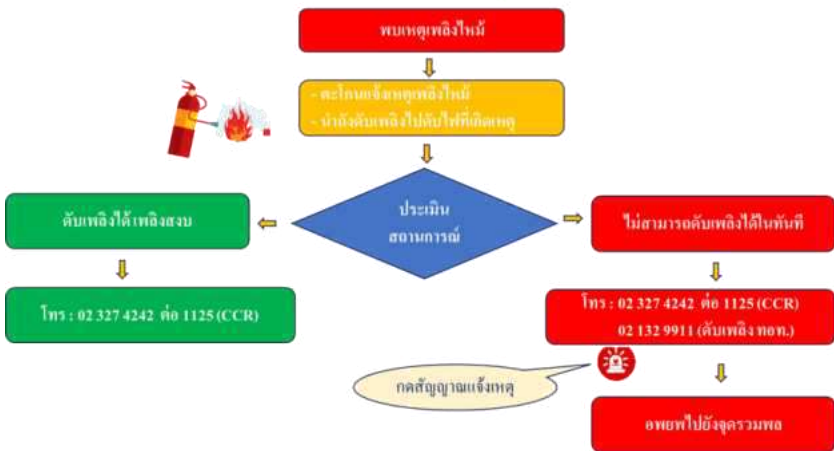 พบเหตุเพลิงไหม้
- ตะโกนแจ้งเหตุเพลิงไหม้
- นำถังดับเพลิงไปดับไฟที่เกิดเหตุ
ประเมิน
สถานการณ์
ดับเพลิงได้ เพลิงสงบ
ไม่สามารถดับเพลิงได้ในทันที
โทร : 02 327 4242 ต่อ 1125 (CCR)
โทร : 02 327 4242 ต่อ 1125 (CCR)
02 132 9911 (ดับเพลิง ทอท.)
กดสัญญาณแจ้งเหตุ
อพยพไปยังจุดรวมพล